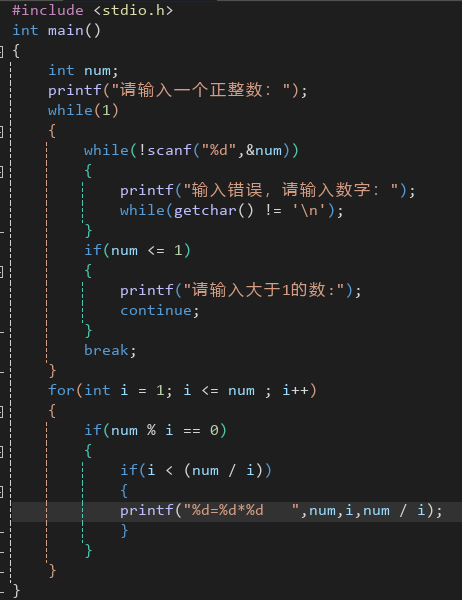 #include <stdio.h>
int main()
{
    int num;
    printf("请输入一个正整数：");
    while(1)
    {
        while(!scanf("%d",&num))
        {
            printf("输入错误，请输入数字：");
            while(getchar() != '\n');
        }
        if(num <= 1)
        {
            printf("请输入大于1的数:");
            continue;
        }
        break;
    }
    for(int i = 1; i <= num ; i++)
    {
        if(num % i == 0)
        {
            if(i < (num / i))
            {
            printf("%d=%d*%d   ",num,i,num / i);
            }
        }
    }
}